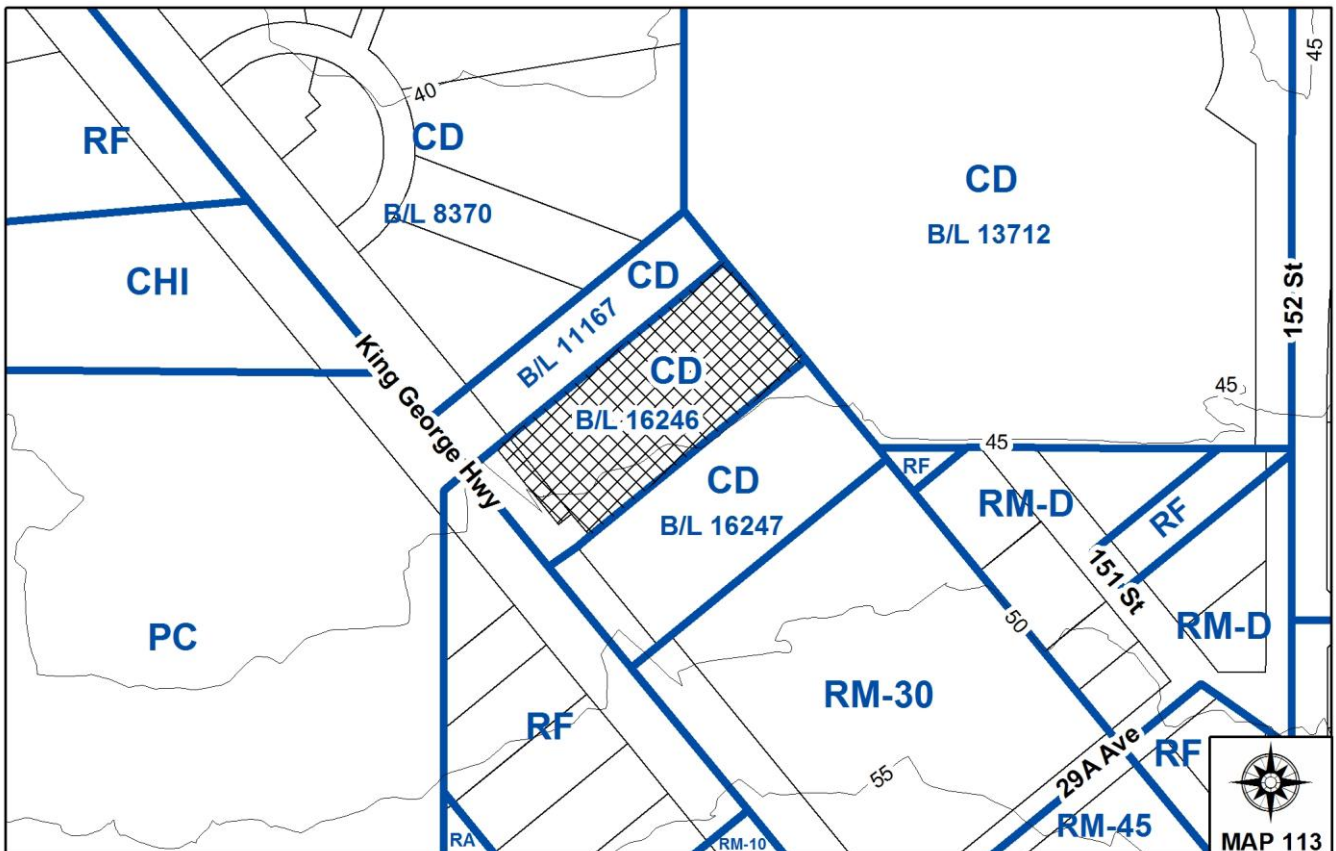 45
40
RF
CD
CD
B/L 8370
B/L 13712
CHI
CD
152 St
B/L 11167
King George Hwy
CD
B/L 16246
45
45
RF
CD
RM-D
B/L 16247
RF
151 St
50
RM-D
PC
RM-30
RF
29A Ave
RF
55
RM-45
RA
RM-10
MAP 113